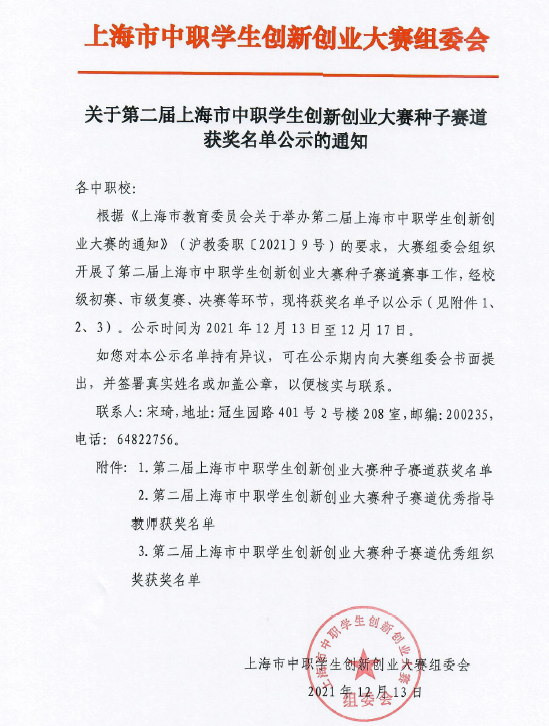 上海市中职学生创新创业大赛组委会
关于第二届上海市中职学生创新创业大赛种子赛道
获奖名单公示的通知
各中职校：
根据《上海市教育委员会关于举办第二届上海市中职学生创新创
业大赛的通知》（沪教委职〔2021〕9号）的要求，大赛组委会组织
开展了第二届上海市中职学生创新创业大赛种子赛道赛事工作，经校
级初赛、市级复赛、决赛等环节，现将获奖名单予以公示（见附件1、
2、3）。公示时间为2021年12月13日至12月17日。
如您对本公示名单持有异议，可在公示期内向大赛组委会书面提
出，并签署真实姓名或加盖公章，以便核实与联系。
联系人：宋琦，地址：冠生园路401号2号楼208室，邮编：200235，
电话：64822756。
附件：1.第二届上海市中职学生创新创业大赛种子赛道获奖名单
2.第二届上海市中职学生创新创业大赛种子赛道优秀指导
教师获奖名单
3.第二届上海市中职学生创新创业大赛种子赛道优秀组织
奖获奖名单
上海市中职学生创新创业大赛组委会
2021年12月13日
上海市中职学生创新创业大赛
组委会